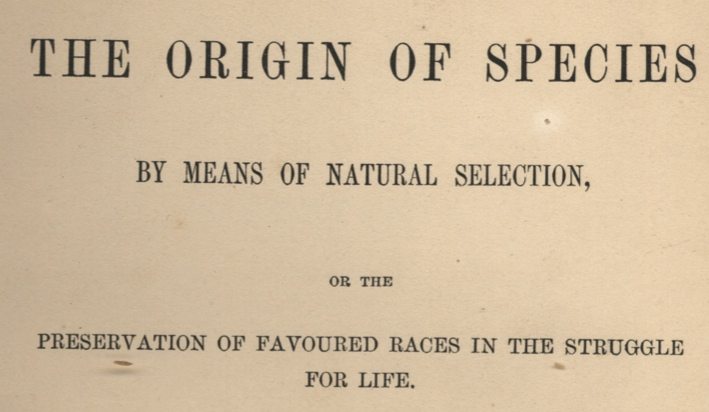 THE ORIGIN OF SPECIES
BY MEANS OF NATURAL SELECTION,
OR THE
PRESERVATION OF FAVOURED RACES IN THE STRUGGLE
FOR LIFE.